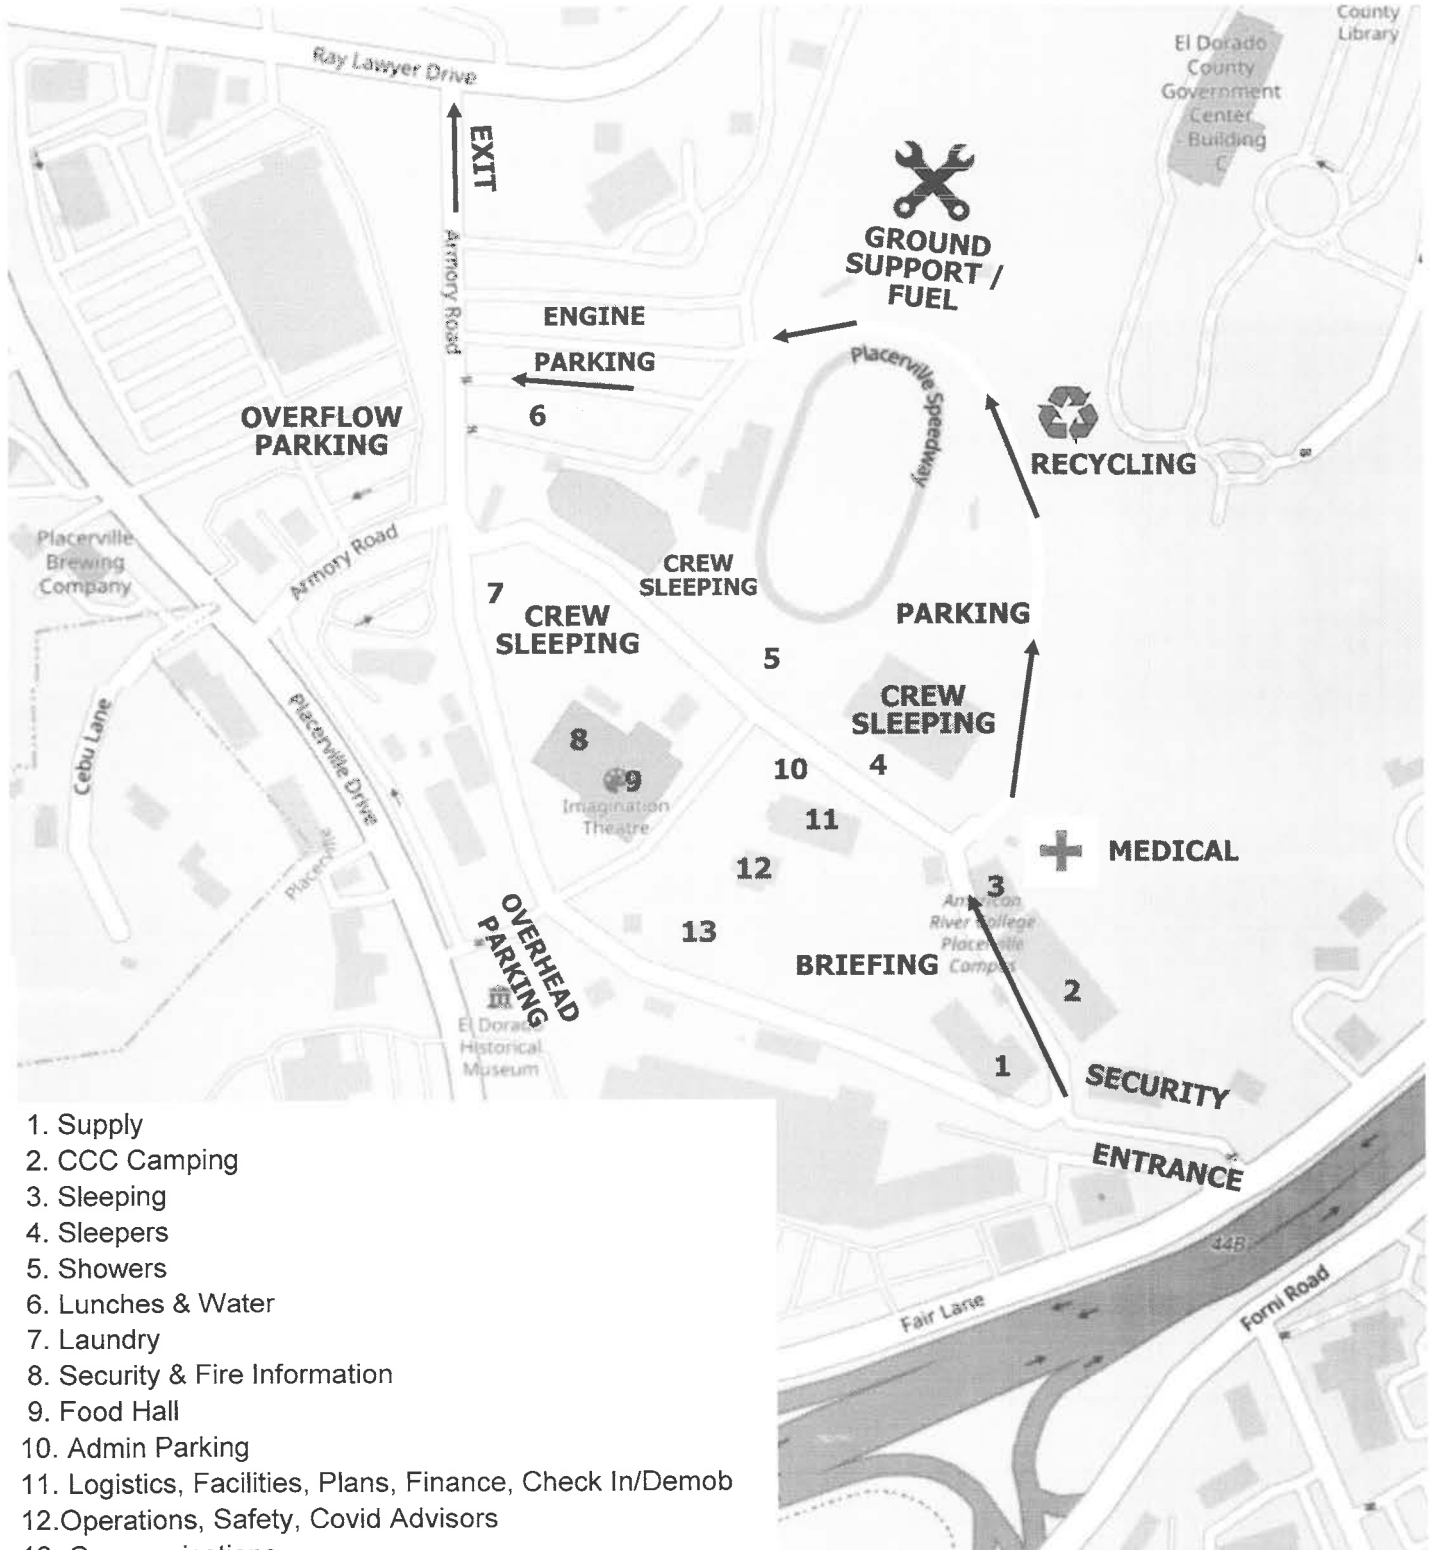 County
Library
El Dorado
County
Government
Center
- Building
C
Ray Lawyer Drive
EXIT
Armory Road
GROUND
SUPPORT /
FUEL
ENGINE
PARKING
6
OVERFLOW
PARKING
Placerville Speedway
RECYCLING
Placerville
Brewing
Company
Armory Road
CREW
SLEEPING
7
CREW
SLEEPING
PARKING
5
CREW
SLEEPING
4
Cebu Lane
Placerville Drive
8
9
Imagination
Theatre
10
11
12
13
MEDICAL
3
American
River College
Placerville
Campus
BRIEFING
2
1
OVERHEAD
PARKING
El Dorado
Historical
Museum
SECURITY
ENTRANCE
44B
Fair Lane
Forni Road
1. Supply
2. CCC Camping
3. Sleeping
4. Sleepers
5. Showers
6. Lunches & Water
7. Laundry
8. Security & Fire Information
9. Food Hall
10. Admin Parking
11. Logistics, Facilities, Plans, Finance, Check In/Demob
12.Operations, Safety, Covid Advisors